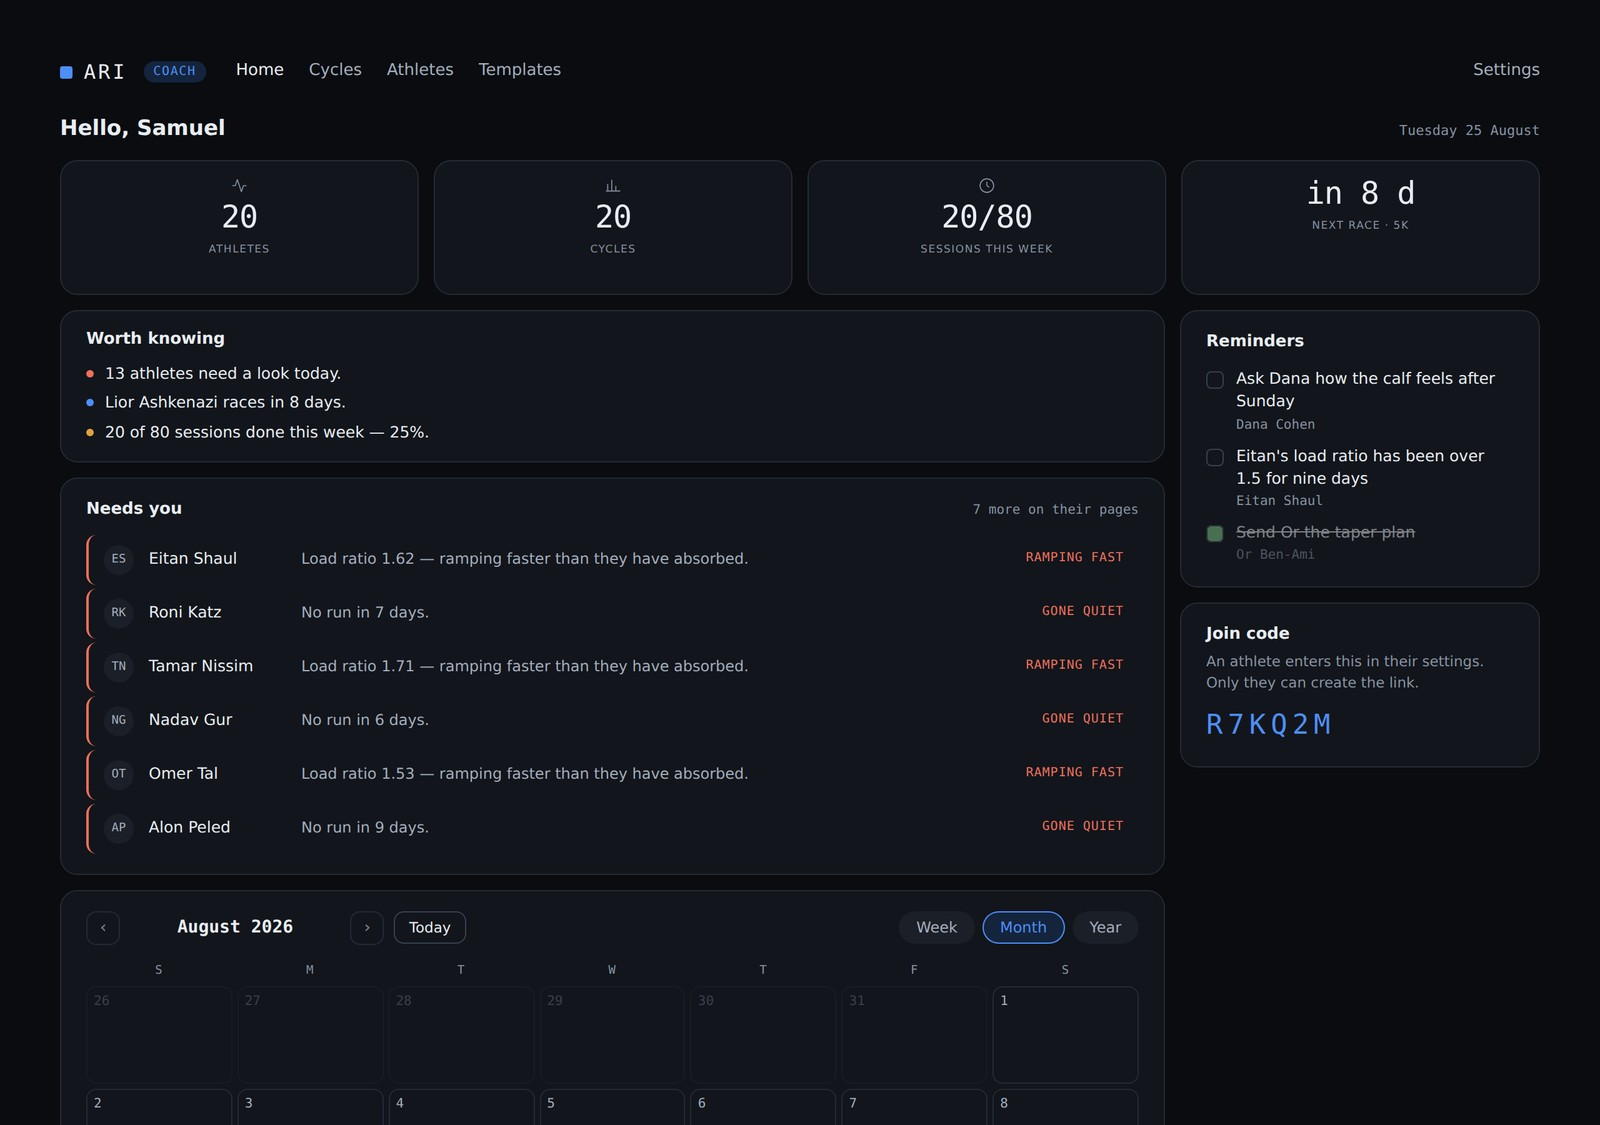 ARI COACH Home Cycles Athletes Templates Settings
Hello, Samuel
Tuesday 25 August
20
ATHLETES
20
CYCLES
20/80
SESSIONS THIS WEEK
in 8 d
NEXT RACE · 5K
Worth knowing
13 athletes need a look today.
Lior Ashkenazi races in 8 days.
20 of 80 sessions done this week — 25%.
Needs you
7 more on their pages
ES Eitan Shaul Load ratio 1.62 — ramping faster than they have absorbed. RAMPING FAST
RK Roni Katz No run in 7 days. GONE QUIET
TN Tamar Nissim Load ratio 1.71 — ramping faster than they have absorbed. RAMPING FAST
NG Nadav Gur No run in 6 days. GONE QUIET
OT Omer Tal Load ratio 1.53 — ramping faster than they have absorbed. RAMPING FAST
AP Alon Peled No run in 9 days. GONE QUIET
Reminders
Ask Dana how the calf feels after
Sunday
Dana Cohen
Eitan's load ratio has been over
1.5 for nine days
Eitan Shaul
Send Or the taper plan
Or Ben-Ami
Join code
An athlete enters this in their settings.
Only they can create the link.
R7KQ2M
‹ August 2026 › Today Week Month Year
S M T W T F S
26 27 28 29 30 31 1
2 3 4 5 6 7 8